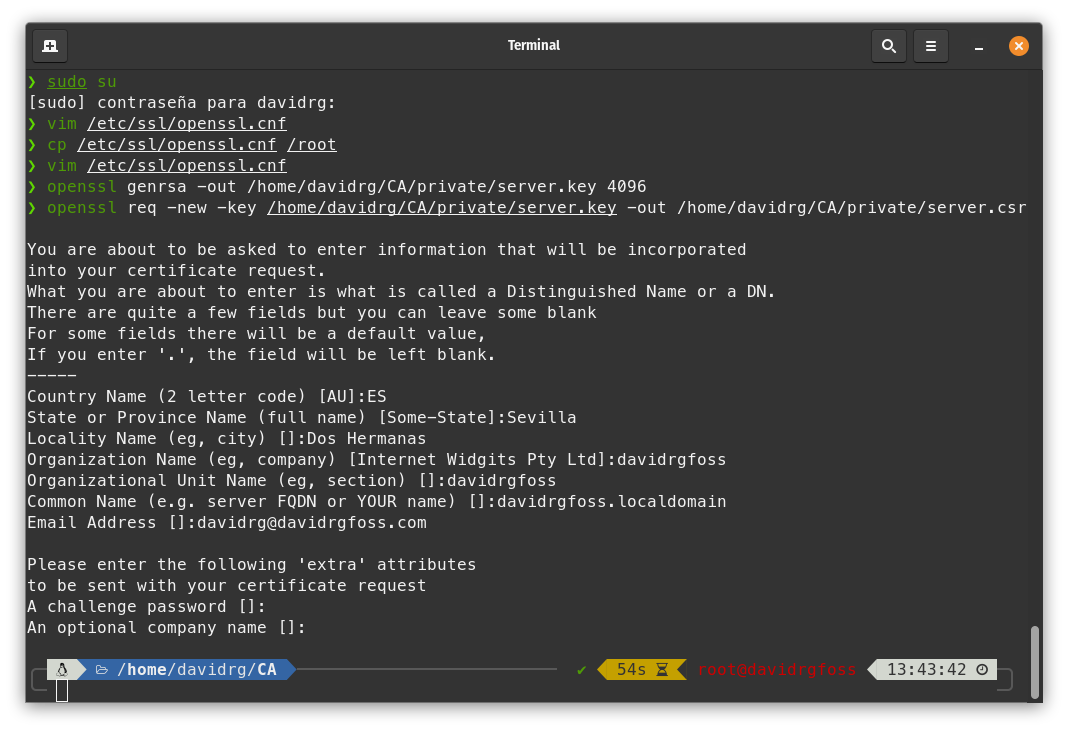 Terminal
❯ sudo su
[sudo] contraseña para davidrg:
❯ vim /etc/ssl/openssl.cnf
❯ cp /etc/ssl/openssl.cnf /root
❯ vim /etc/ssl/openssl.cnf
❯ openssl genrsa -out /home/davidrg/CA/private/server.key 4096
❯ openssl req -new -key /home/davidrg/CA/private/server.key -out /home/davidrg/CA/private/server.csr
You are about to be asked to enter information that will be incorporated
into your certificate request.
What you are about to enter is what is called a Distinguished Name or a DN.
There are quite a few fields but you can leave some blank
For some fields there will be a default value,
If you enter '.', the field will be left blank.
-----
Country Name (2 letter code) [AU]:ES
State or Province Name (full name) [Some-State]:Sevilla
Locality Name (eg, city) []:Dos Hermanas
Organization Name (eg, company) [Internet Widgits Pty Ltd]:davidrgfoss
Organizational Unit Name (eg, section) []:davidrgfoss
Common Name (e.g. server FQDN or YOUR name) []:davidrgfoss.localdomain
Email Address []:davidrg@davidrgfoss.com
Please enter the following 'extra' attributes
to be sent with your certificate request
A challenge password []:
An optional company name []:
/home/davidrg/CA ✔ 54s root@davidrgfoss 13:43:42